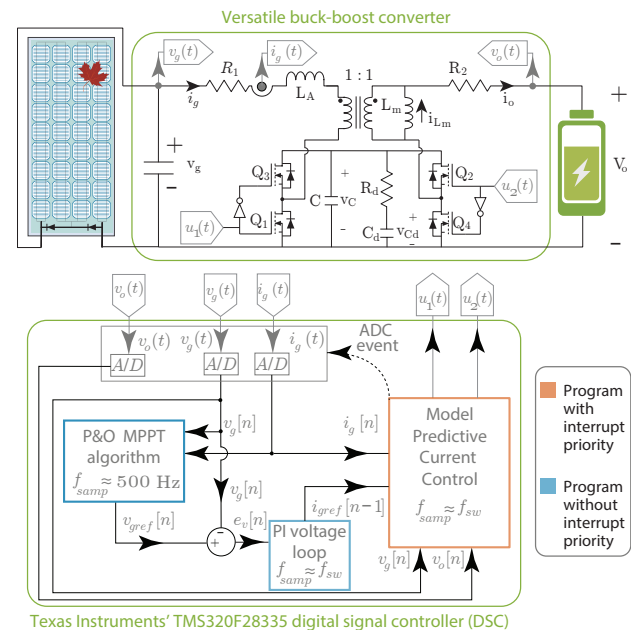 Versatile buck-boost converter
v_g(t)
i_g(t)
v_o(t)
R_1
L_A
1 : 1
L_m
R_2
i_g
i_o
i_Lm
+
v_g
-
Q_3
Q_1
u_1(t)
C
+
v_C
-
R_d
C_d
+
v_Cd
-
Q_2
Q_4
u_2(t)
+
V_o
-
v_o(t)
v_g(t)
i_g(t)
u_1(t)
u_2(t)
v_o(t)
v_g(t)
i_g(t)
A/D
A/D
A/D
ADC
event
v_g[n]
i_g[n]
P&O MPPT
algorithm
f_samp ≈ 500 Hz
v_g[n]
v_gref[n]
-
+
e_v[n]
i_gref[n−1]
PI voltage
loop
f_samp ≈ f_sw
Model
Predictive
Current
Control
f_samp ≈ f_sw
v_g[n]
v_o[n]
Program
with
interrupt
priority
Program
without
interrupt
priority
Texas Instruments' TMS320F28335 digital signal controller (DSC)